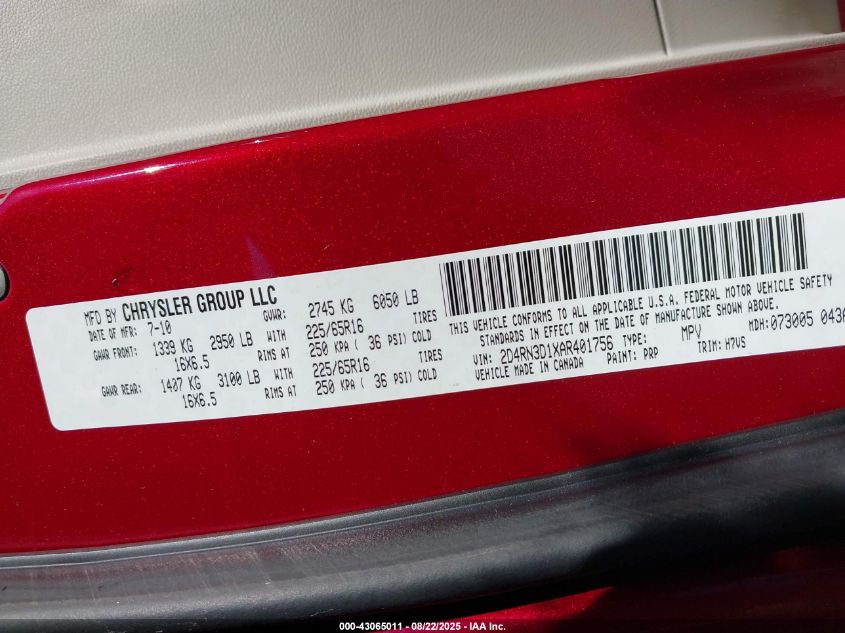 MFD BY CHRYSLER GROUP LLC
DATE OF MFR: 7-10 GVWR: 2745 KG 6050 LB
GAWR FRONT: 1339 KG 2950 LB WITH 225/65R16 TIRES
16X6.5 RIMS AT 250 KPA ( 36 PSI) COLD
GAWR REAR: 1407 KG 3100 LB WITH 225/65R16 TIRES
16X6.5 RIMS AT 250 KPA ( 36 PSI) COLD
THIS VEHICLE CONFORMS TO ALL APPLICABLE U.S.A. FEDERAL MOTOR VEHICLE SAFETY
STANDARDS IN EFFECT ON THE DATE OF MANUFACTURE SHOWN ABOVE.
VIN: 2D4RN3D1XAR401756 TYPE: MPV MDH:073005 043A
VEHICLE MADE IN CANADA PAINT: PRP TRIM: H7VS
000-43065011 - 08/22/2025 - IAA Inc.